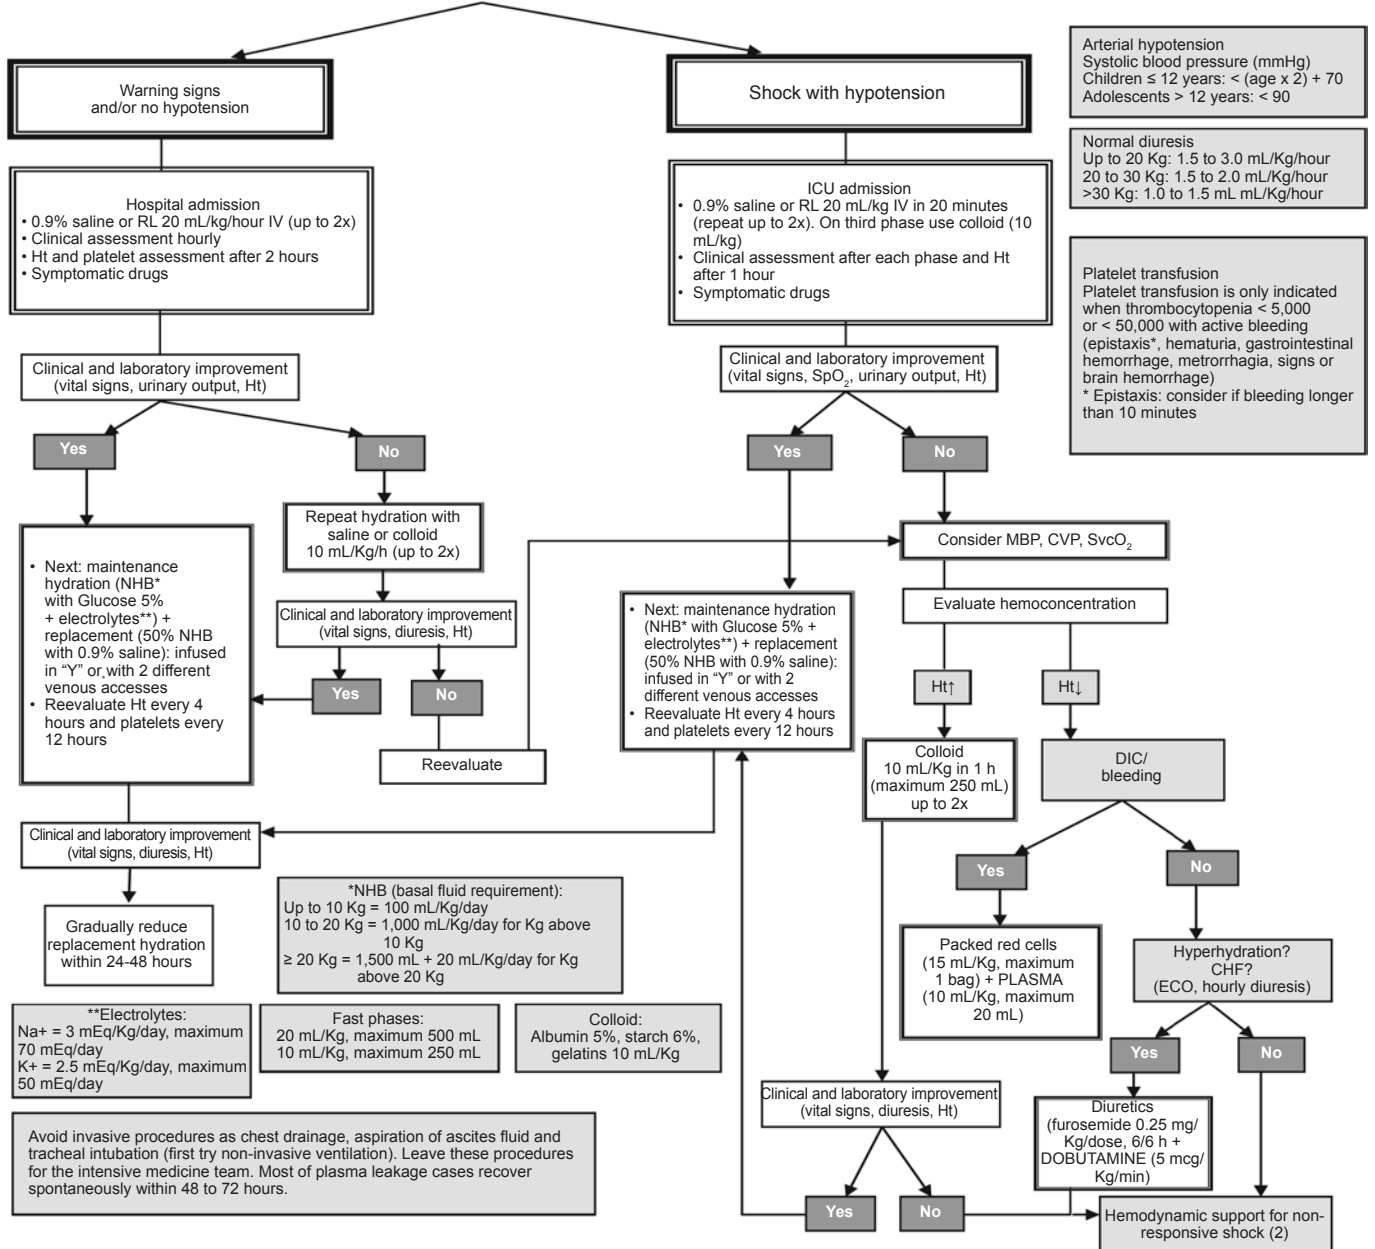 Warning signs
and/or no hypotension
Shock with hypotension
Arterial hypotension
Systolic blood pressure (mmHg)
Children ≤ 12 years: < (age x 2) + 70
Adolescents > 12 years: < 90
Normal diuresis
Up to 20 Kg: 1.5 to 3.0 mL/Kg/hour
20 to 30 Kg: 1.5 to 2.0 mL/Kg/hour
>30 Kg: 1.0 to 1.5 mL mL/Kg/hour
Hospital admission
• 0.9% saline or RL 20 mL/kg/hour IV (up to 2x)
• Clinical assessment hourly
• Ht and platelet assessment after 2 hours
• Symptomatic drugs
ICU admission
• 0.9% saline or RL 20 mL/kg IV in 20 minutes
(repeat up to 2x). On third phase use colloid (10
mL/kg)
• Clinical assessment after each phase and Ht
after 1 hour
• Symptomatic drugs
Platelet transfusion
Platelet transfusion is only indicated
when thrombocytopenia < 5,000
or < 50,000 with active bleeding
(epistaxis*, hematuria, gastrointestinal
hemorrhage, metrorrhagia, signs or
brain hemorrhage)
* Epistaxis: consider if bleeding longer
than 10 minutes
Clinical and laboratory improvement
(vital signs, urinary output, Ht)
Clinical and laboratory improvement
(vital signs, SpO₂, urinary output, Ht)
Yes
No
Yes
No
Repeat hydration with
saline or colloid
10 mL/Kg/h (up to 2x)
Consider MBP, CVP, SvcO₂
• Next: maintenance
hydration (NHB*
with Glucose 5%
+ electrolytes**) +
replacement (50% NHB
with 0.9% saline): infused
in “Y” or with 2 different
venous accesses
• Reevaluate Ht every 4
hours and platelets every
12 hours
Clinical and laboratory improvement
(vital signs, diuresis, Ht)
Yes
No
Reevaluate
• Next: maintenance hydration
(NHB* with Glucose 5% +
electrolytes**) + replacement
(50% NHB with 0.9% saline):
infused in “Y” or with 2
different venous accesses
• Reevaluate Ht every 4 hours
and platelets every 12 hours
Evaluate hemoconcentration
Ht↑
Ht↓
Colloid
10 mL/Kg in 1 h
(maximum 250 mL)
up to 2x
DIC/
bleeding
Yes
No
Clinical and laboratory improvement
(vital signs, diuresis, Ht)
Gradually reduce
replacement hydration
within 24-48 hours
*NHB (basal fluid requirement):
Up to 10 Kg = 100 mL/Kg/day
10 to 20 Kg = 1,000 mL/Kg/day for Kg above
10 Kg
≥ 20 Kg = 1,500 mL + 20 mL/Kg/day for Kg
above 20 Kg
Packed red cells
(15 mL/Kg, maximum
1 bag) + PLASMA
(10 mL/Kg, maximum
20 mL)
Hyperhydration?
CHF?
(ECO, hourly diuresis)
**Electrolytes:
Na+ = 3 mEq/Kg/day, maximum
70 mEq/day
K+ = 2.5 mEq/Kg/day, maximum
50 mEq/day
Fast phases:
20 mL/Kg, maximum 500 mL
10 mL/Kg, maximum 250 mL
Colloid:
Albumin 5%, starch 6%,
gelatins 10 mL/Kg
Yes
No
Clinical and laboratory improvement
(vital signs, diuresis, Ht)
Diuretics
(furosemide 0.25 mg/
Kg/dose, 6/6 h +
DOBUTAMINE (5 mcg/
Kg/min)
Avoid invasive procedures as chest drainage, aspiration of ascites fluid and
tracheal intubation (first try non-invasive ventilation). Leave these procedures
for the intensive medicine team. Most of plasma leakage cases recover
spontaneously within 48 to 72 hours.
Yes
No
Hemodynamic support for non-
responsive shock (2)